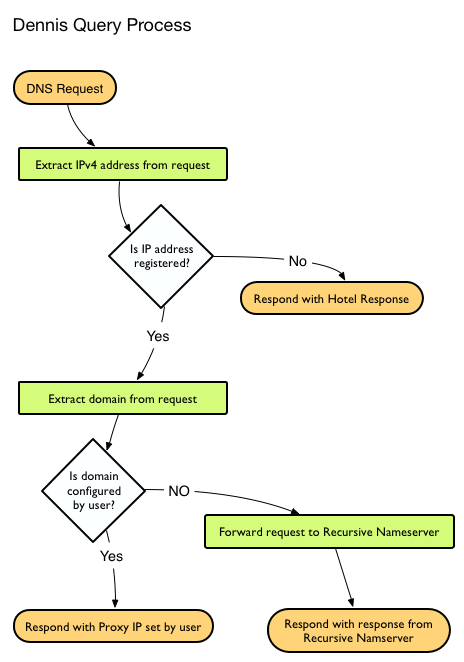 Dennis Query Process
DNS Request
Extract IPv4 address from request
Is IP address
registered?
No
Respond with Hotel Response
Yes
Extract domain from request
Is domain
configured
by user?
NO
Forward request to Recursive Nameserver
Yes
Respond with Proxy IP set by user
Respond with response from
Recursive Namserver